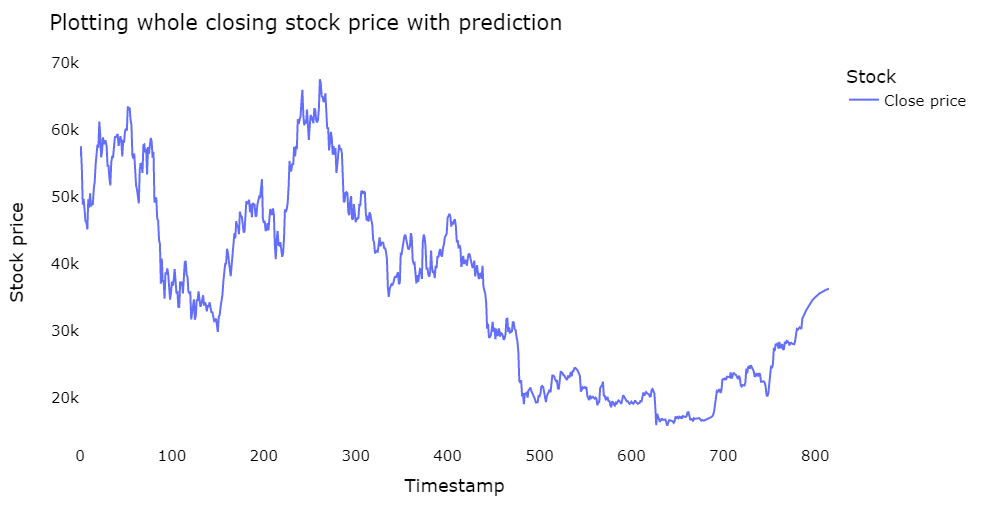 Plotting whole closing stock price with prediction
70k
60k
50k
40k
30k
20k
Stock price
0 100 200 300 400 500 600 700 800
Timestamp
Stock
Close price